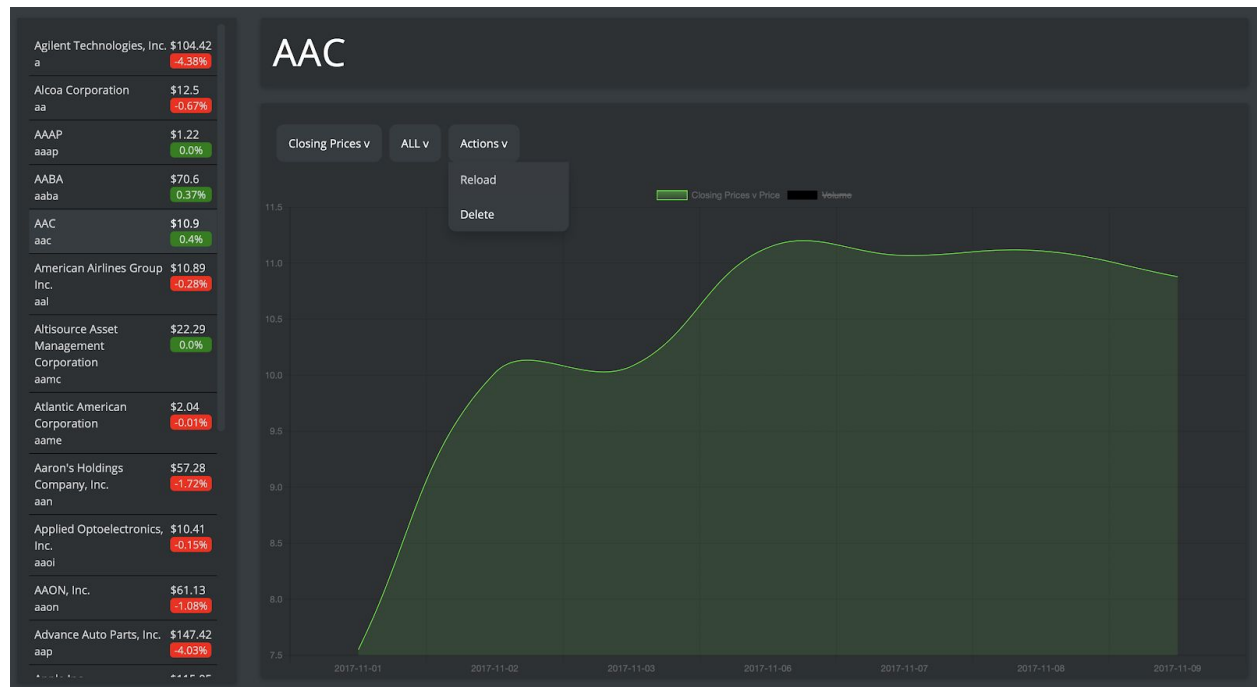 Agilent Technologies, Inc. $104.42
a -4.38%
Alcoa Corporation $12.5
aa -0.67%
AAAP $1.22
aaap 0.0%
AABA $70.6
aaba 0.37%
AAC $10.9
aac 0.4%
American Airlines Group $10.89
Inc. -0.28%
aal
Altisource Asset $22.29
Management 0.0%
Corporation
aamc
Atlantic American $2.04
Corporation -0.01%
aame
Aaron's Holdings $57.28
Company, Inc. -1.72%
aan
Applied Optoelectronics, $10.41
Inc. -0.15%
aaoi
AAON, Inc. $61.13
aaon -1.08%
Advance Auto Parts, Inc. $147.42
aap -4.03%
AAC
Closing Prices v ALL v Actions v
Reload
Delete
Closing Prices v Price Volume
11.5
11.0
10.5
10.0
9.5
9.0
8.5
8.0
7.5
2017-11-01 2017-11-02 2017-11-03 2017-11-06 2017-11-07 2017-11-08 2017-11-09